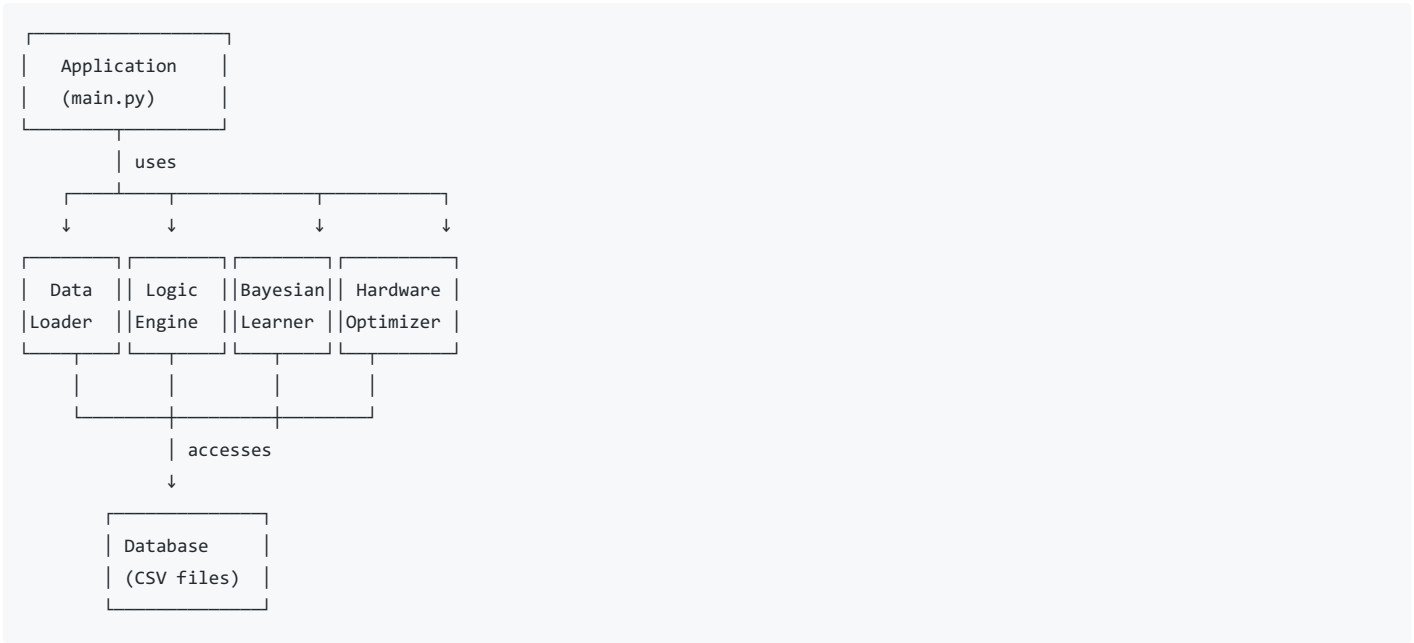 Application
(main.py)
uses
Data Logic Bayesian Hardware
Loader Engine Learner Optimizer
accesses
Database
(CSV files)